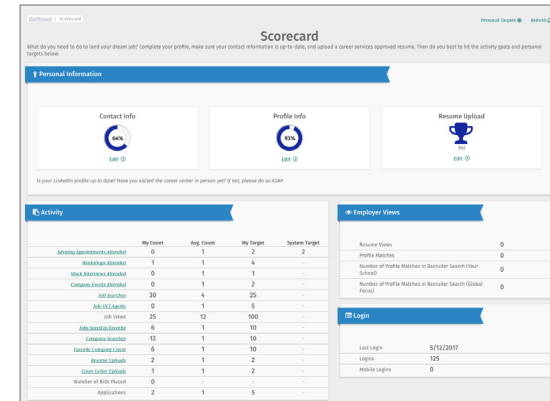 Dashboard > Scorecard
Personal Targets
Refresh
Scorecard
What do you need to do to land your dream job? Complete your profile, make sure your contact information is up-to-date, and upload a career services approved resume. Then do you best to hit the activity goals and personal
targets below.
Personal Information
Contact Info
64%
Edit
Profile Info
93%
Edit
Resume Upload
Yes
Edit
Is your LinkedIn profile up to date? Have you visited the career center in person yet? If not, please do so ASAP.
Activity
My Count Avg. Count My Target System Target
Advising Appointments Attended 0 1 2 2
Workshops Attended 1 1 4 -
Mock Interviews Attended 0 1 1 -
Company Events Attended 0 1 2 -
Job Searches 30 4 25 -
Job/OCI Agents 0 1 5 -
Job Views 25 12 100 -
Jobs Saved to Favorite 6 1 10 -
Company Searches 12 1 10 -
Favorite Company Count 6 1 10 -
Resume Uploads 2 1 2 -
Cover Letter Uploads 1 1 2 -
Number of Bids Placed 0 - - -
Applications 2 1 5 -
Employer Views
Resume Views 0
Profile Matches 0
Number of Profile Matches in Recruiter Search (Your
School) 0
Number of Profile Matches in Recruiter Search (Global
Focus) 0
Login
Last Login 5/12/2017
Logins 125
Mobile Logins 0